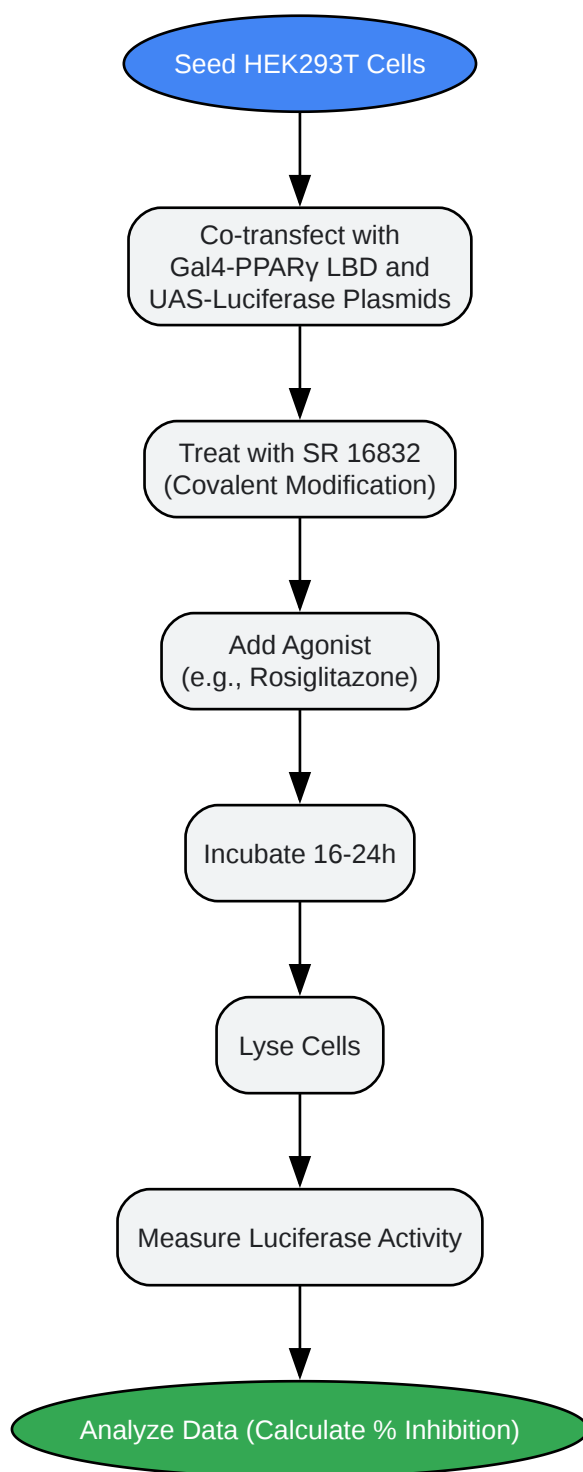 Seed HEK293T Cells
Co-transfect with
Gal4-PPARγ LBD and
UAS-Luciferase Plasmids
Treat with SR 16832
(Covalent Modification)
Add Agonist
(e.g., Rosiglitazone)
Incubate 16-24h
Lyse Cells
Measure Luciferase Activity
Analyze Data (Calculate % Inhibition)